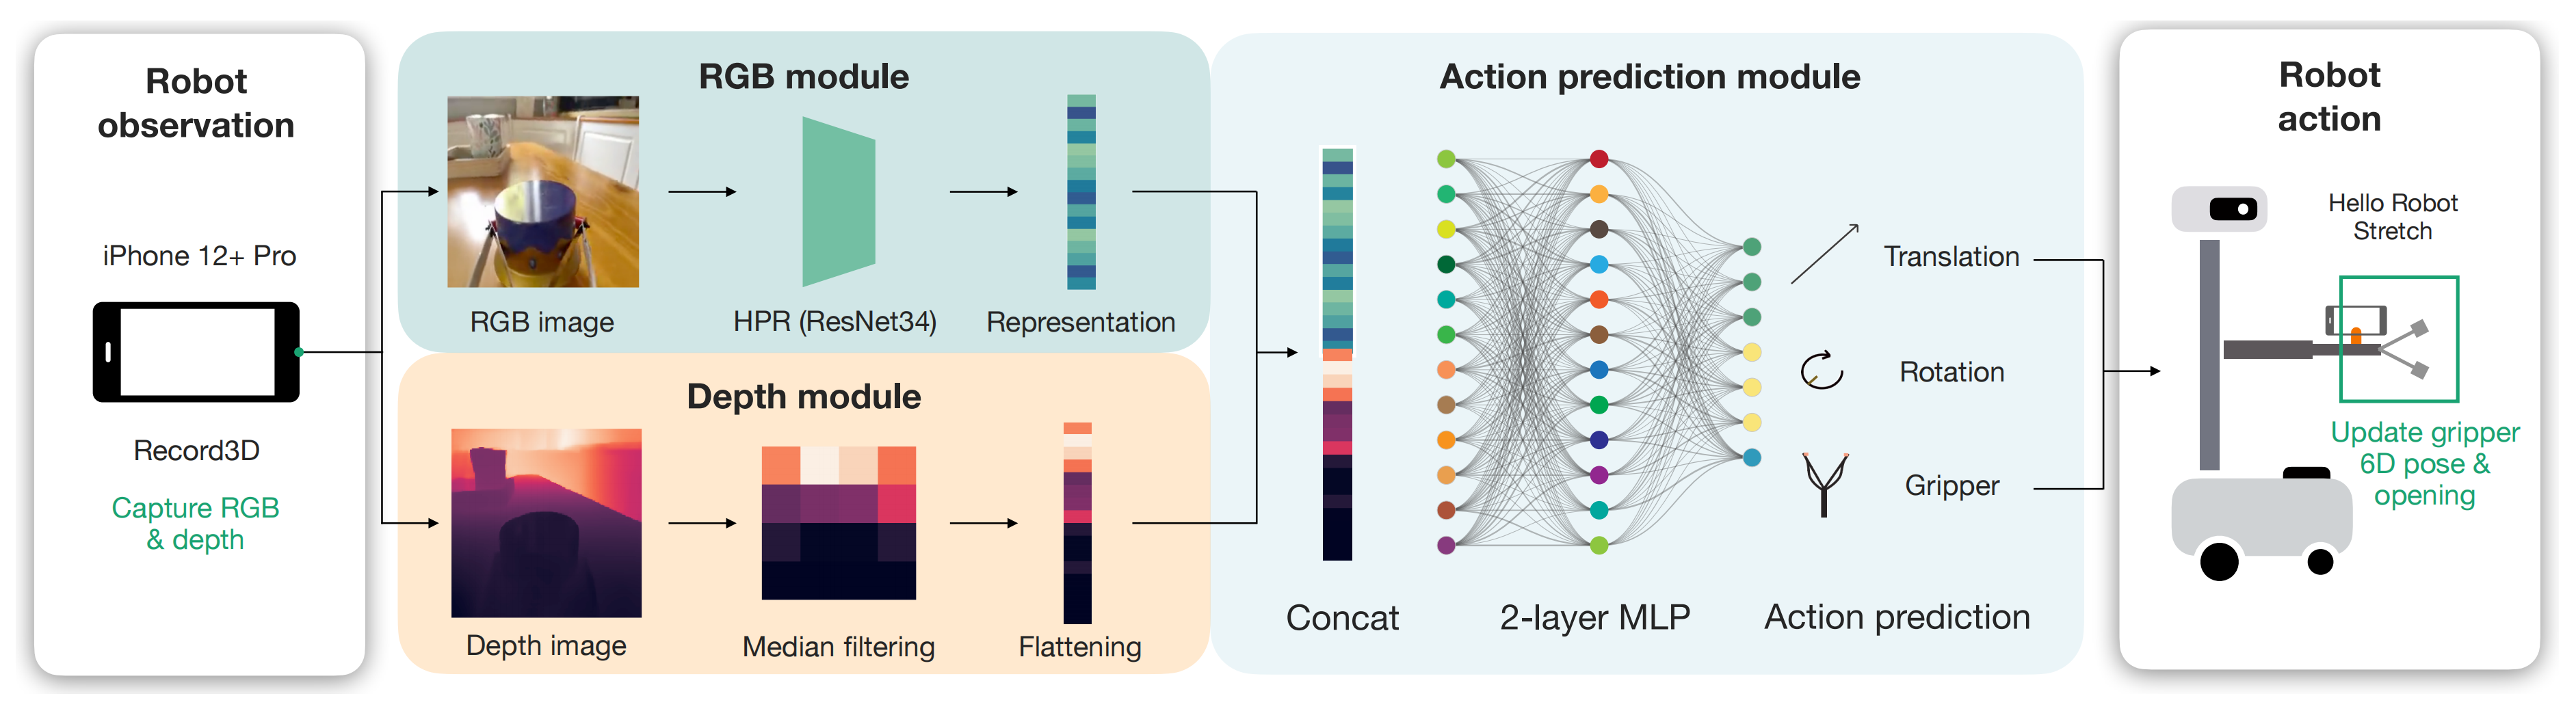 Robot
observation
iPhone 12+ Pro
Record3D
Capture RGB
& depth
RGB module
RGB image
HPR (ResNet34)
Representation
Depth module
Depth image
Median filtering
Flattening
Action prediction module
Concat
2-layer MLP
Action prediction
Translation
Rotation
Gripper
Robot
action
Hello Robot
Stretch
Update gripper
6D pose &
opening